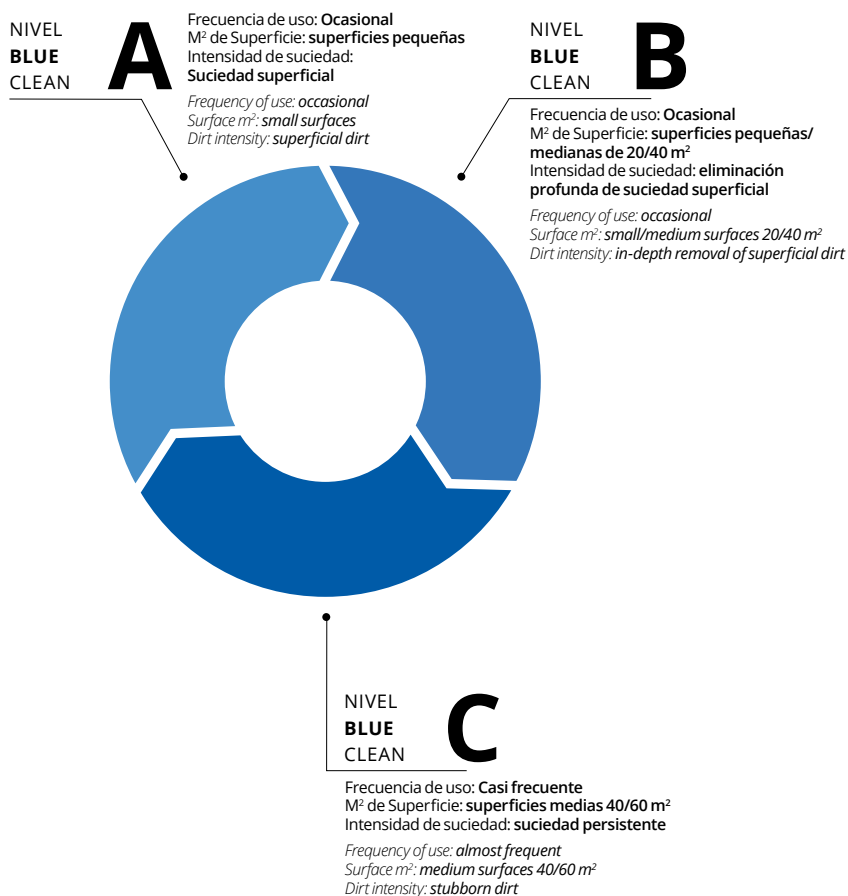 NIVEL
BLUE
CLEAN
A
Frecuencia de uso: Ocasional
M² de Superficie: superficies pequeñas
Intensidad de suciedad:
Suciedad superficial
Frequency of use: occasional
Surface m²: small surfaces
Dirt intensity: superficial dirt
NIVEL
BLUE
CLEAN
B
Frecuencia de uso: Ocasional
M² de Superficie: superficies pequeñas/
medianas de 20/40 m²
Intensidad de suciedad: eliminación
profunda de suciedad superficial
Frequency of use: occasional
Surface m²: small/medium surfaces 20/40 m²
Dirt intensity: in-depth removal of superficial dirt
NIVEL
BLUE
CLEAN
C
Frecuencia de uso: Casi frecuente
M² de Superficie: superficies medias 40/60 m²
Intensidad de suciedad: suciedad persistente
Frequency of use: almost frequent
Surface m²: medium surfaces 40/60 m²
Dirt intensity: stubborn dirt